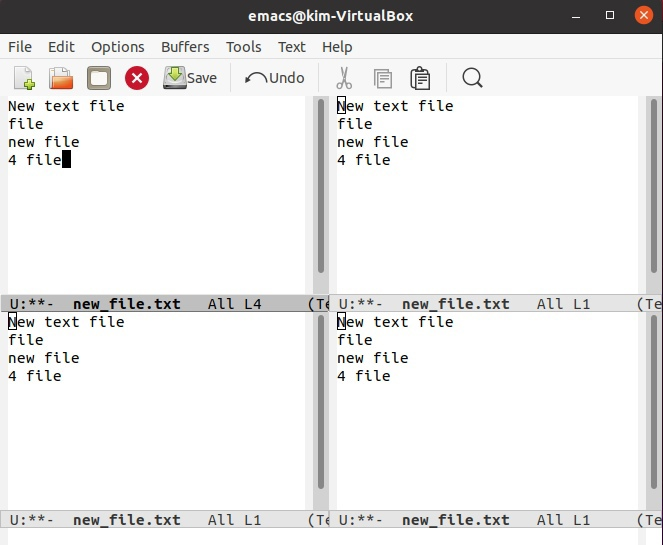 emacs@kim-VirtualBox
File Edit Options Buffers Tools Text Help
Save Undo
New text file
file
new file
4 file
U:**- new_file.txt All L4 (Te
New text file
file
new file
4 file
U:**- new_file.txt All L1 (Te
New text file
file
new file
4 file
U:**- new_file.txt All L1 (Te
New text file
file
new file
4 file
U:**- new_file.txt All L1 (Te